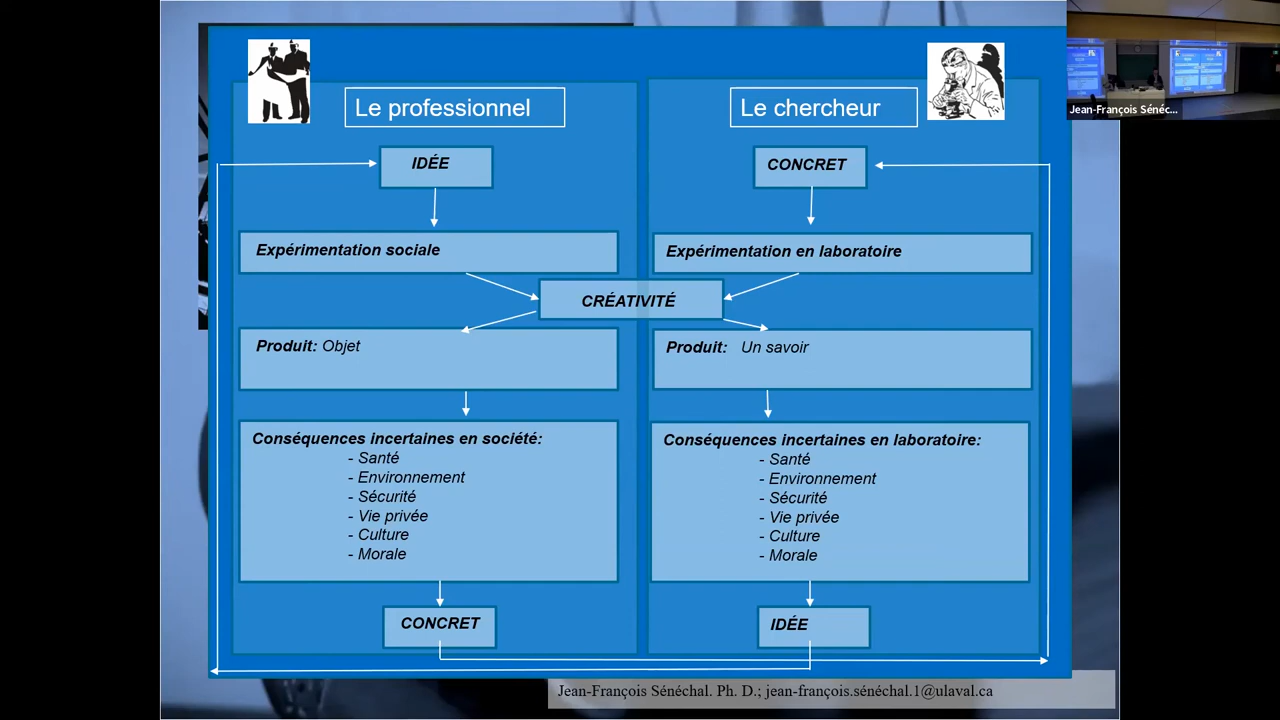 Le professionnel
IDÉE
Expérimentation sociale
CRÉATIVITÉ
Produit: Objet
Conséquences incertaines en société:
- Santé
- Environnement
- Sécurité
- Vie privée
- Culture
- Morale
CONCRET
Le chercheur
CONCRET
Expérimentation en laboratoire
Produit: Un savoir
Conséquences incertaines en laboratoire:
- Santé
- Environnement
- Sécurité
- Vie privée
- Culture
- Morale
IDÉE
Jean-François Sénéchal. Ph. D.; jean-françois.sénéchal.1@ulaval.ca
Jean-François Sénéc...